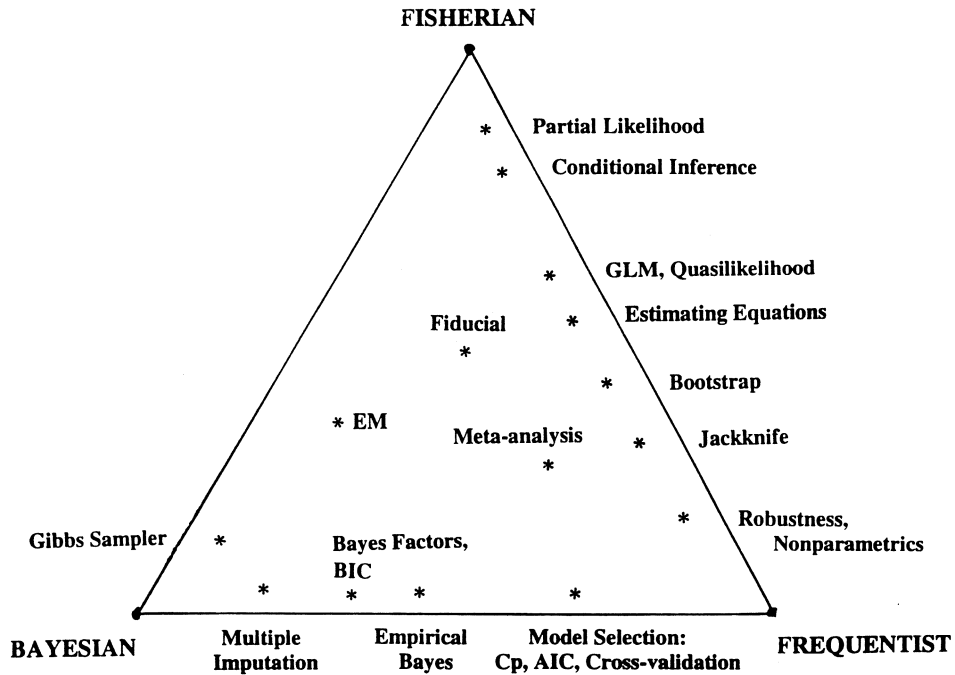 FISHERIAN
Partial Likelihood
Conditional Inference
GLM, Quasilikelihood
Estimating Equations
Fiducial
Bootstrap
EM
Meta-analysis
Jackknife
Robustness,
Nonparametrics
Gibbs Sampler
Bayes Factors,
BIC
BAYESIAN
Multiple
Imputation
Empirical
Bayes
Model Selection:
Cp, AIC, Cross-validation
FREQUENTIST